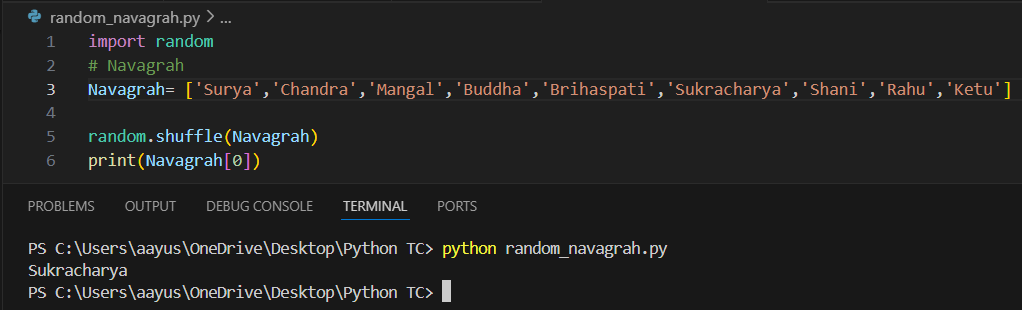 random_navagrah.py > ...
1 import random
2 # Navagrah
3 Navagrah= ['Surya','Chandra','Mangal','Buddha','Brihaspati','Sukracharya','Shani','Rahu','Ketu']
4
5 random.shuffle(Navagrah)
6 print(Navagrah[0])
PROBLEMS OUTPUT DEBUG CONSOLE TERMINAL PORTS
PS C:\Users\aayus\OneDrive\Desktop\Python TC> python random_navagrah.py
Sukracharya
PS C:\Users\aayus\OneDrive\Desktop\Python TC>